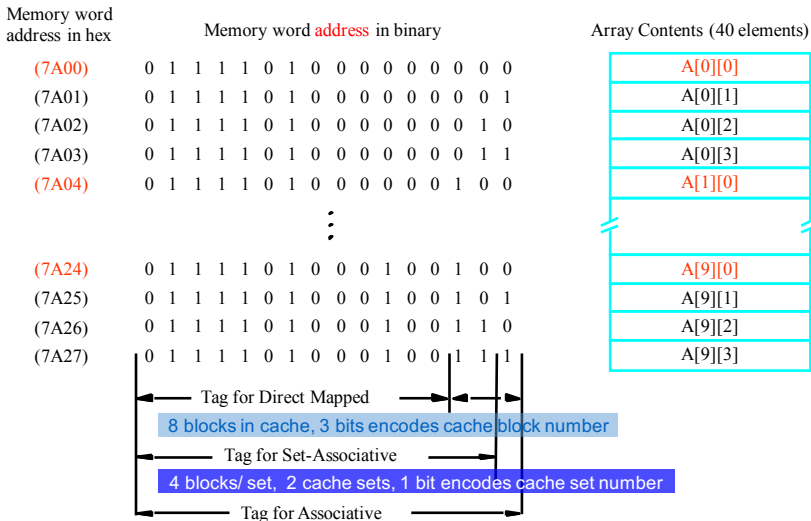 Memory word
address in hex
Memory word address in binary
Array Contents (40 elements)
(7A00) 0 1 1 1 1 0 1 0 0 0 0 0 0 0 0 0 A[0][0]
(7A01) 0 1 1 1 1 0 1 0 0 0 0 0 0 0 0 1 A[0][1]
(7A02) 0 1 1 1 1 0 1 0 0 0 0 0 0 0 1 0 A[0][2]
(7A03) 0 1 1 1 1 0 1 0 0 0 0 0 0 0 1 1 A[0][3]
(7A04) 0 1 1 1 1 0 1 0 0 0 0 0 0 1 0 0 A[1][0]
(7A24) 0 1 1 1 1 0 1 0 0 0 1 0 0 1 0 0 A[9][0]
(7A25) 0 1 1 1 1 0 1 0 0 0 1 0 0 1 0 1 A[9][1]
(7A26) 0 1 1 1 1 0 1 0 0 0 1 0 0 1 1 0 A[9][2]
(7A27) 0 1 1 1 1 0 1 0 0 0 1 0 0 1 1 1 A[9][3]
Tag for Direct Mapped
8 blocks in cache, 3 bits encodes cache block number
Tag for Set-Associative
4 blocks/ set, 2 cache sets, 1 bit encodes cache set number
Tag for Associative